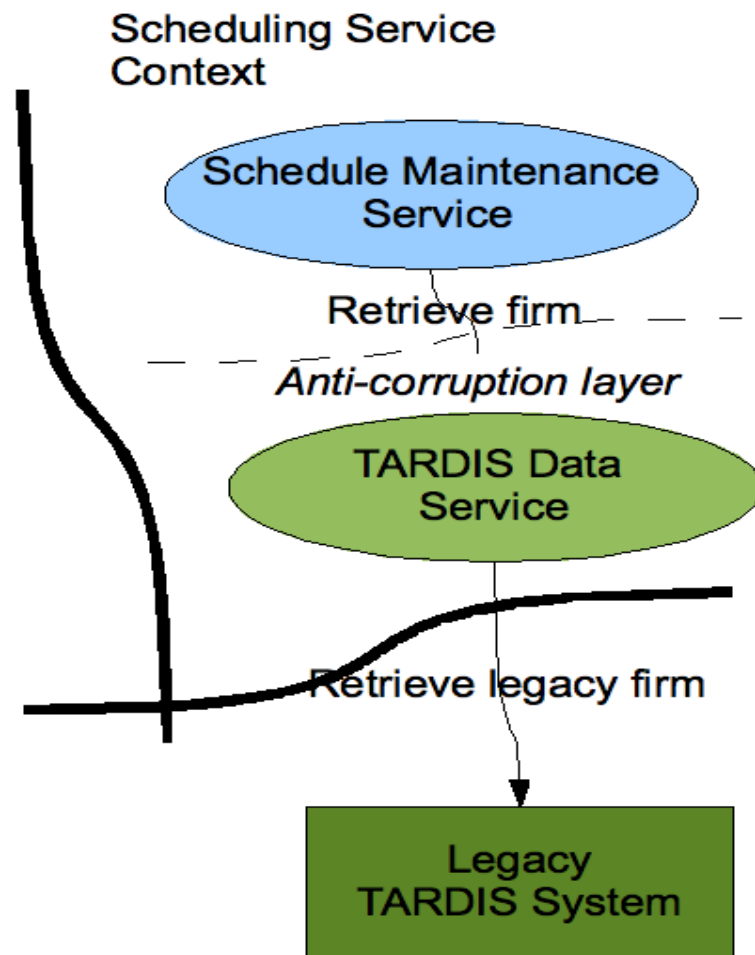 Scheduling Service
Context
Schedule Maintenance
Service
Retrieve firm
Anti-corruption layer
TARDIS Data
Service
Retrieve legacy firm
Legacy
TARDIS System